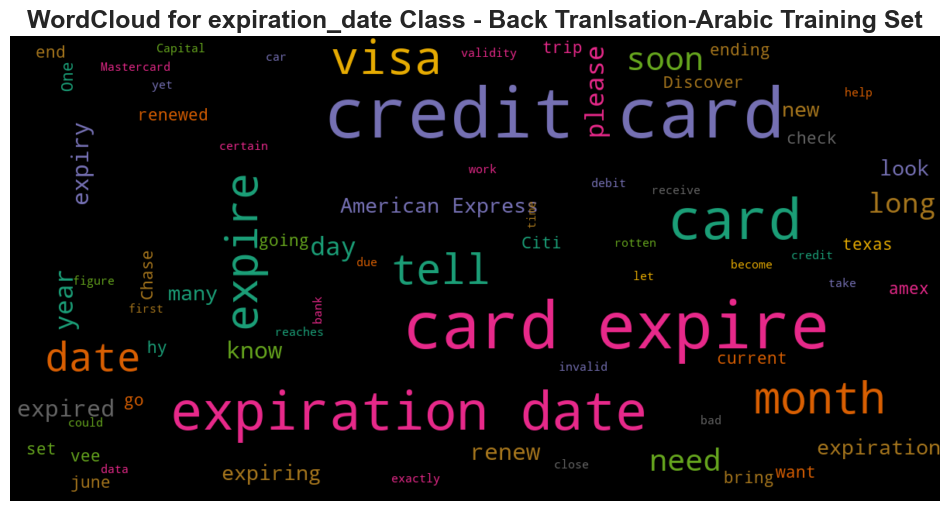 WordCloud for expiration_date Class - Back Tranlsation-Arabic Training Set
end
Capital
visa
validity
trip
please
soon
ending
One
Mastercard
car
yet
Discover
help
renewed
credit card
new
check
expiry
certain
work
look
expire
debit
receive
American Express
long
card
going
day
Citi
rotten
texas
credit
due
tell
become
year
figure
Chase
many
let
take
amex
first
bank
reaches
card expire
date
hy
know
current
invalid
expired
go
could
expiration date
month
bad
set
vee
renew
need
expiration
data
june
expiring
exactly
close
bring
want